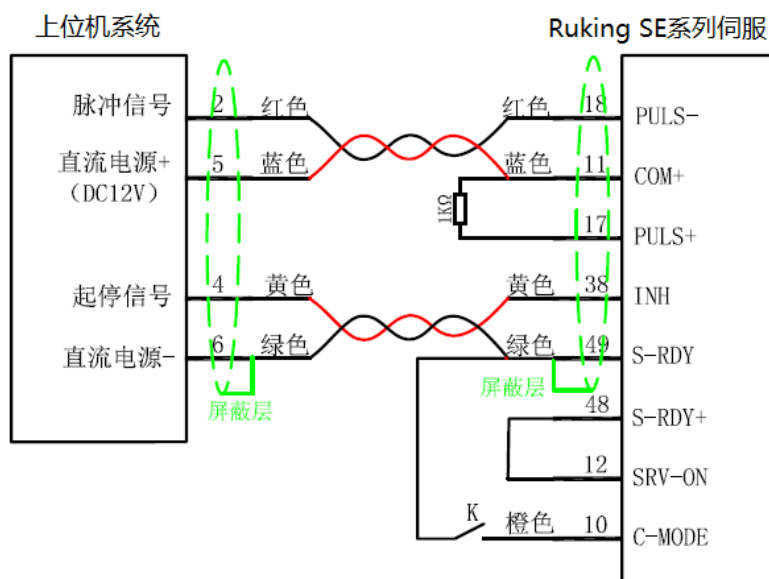 上位机系统
Ruking SE系列伺服
脉冲信号 2 红色 红色 18 PULS-
直流电源+ 5 蓝色 蓝色 11 COM+
（DC12V）
1KΩ
17 PULS+
起停信号 4 黄色 黄色 38 INH
直流电源- 6 绿色 绿色 49 S-RDY
屏蔽层 屏蔽层
48 S-RDY+
12 SRV-ON
K 橙色 10 C-MODE